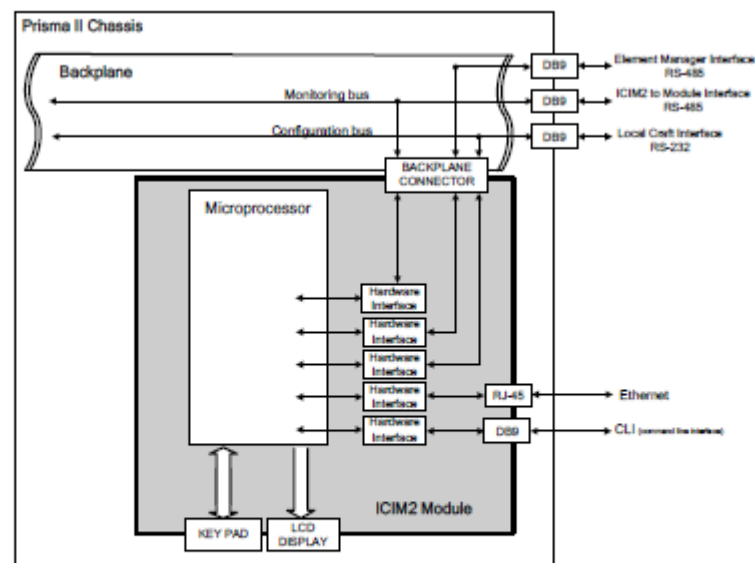 Prisma II Chassis
Backplane
Monitoring bus
Configuration bus
DB9
Element Manager Interface
RS-485
DB9
ICIM2 to Module Interface
RS-485
DB9
Local Craft Interface
RS-232
BACKPLANE
CONNECTOR
Microprocessor
Hardware
Interface
Hardware
Interface
Hardware
Interface
Hardware
Interface
RJ-45
Ethernet
Hardware
Interface
DB9
CLI (command line interface)
ICIM2 Module
KEY PAD
LCD
DISPLAY